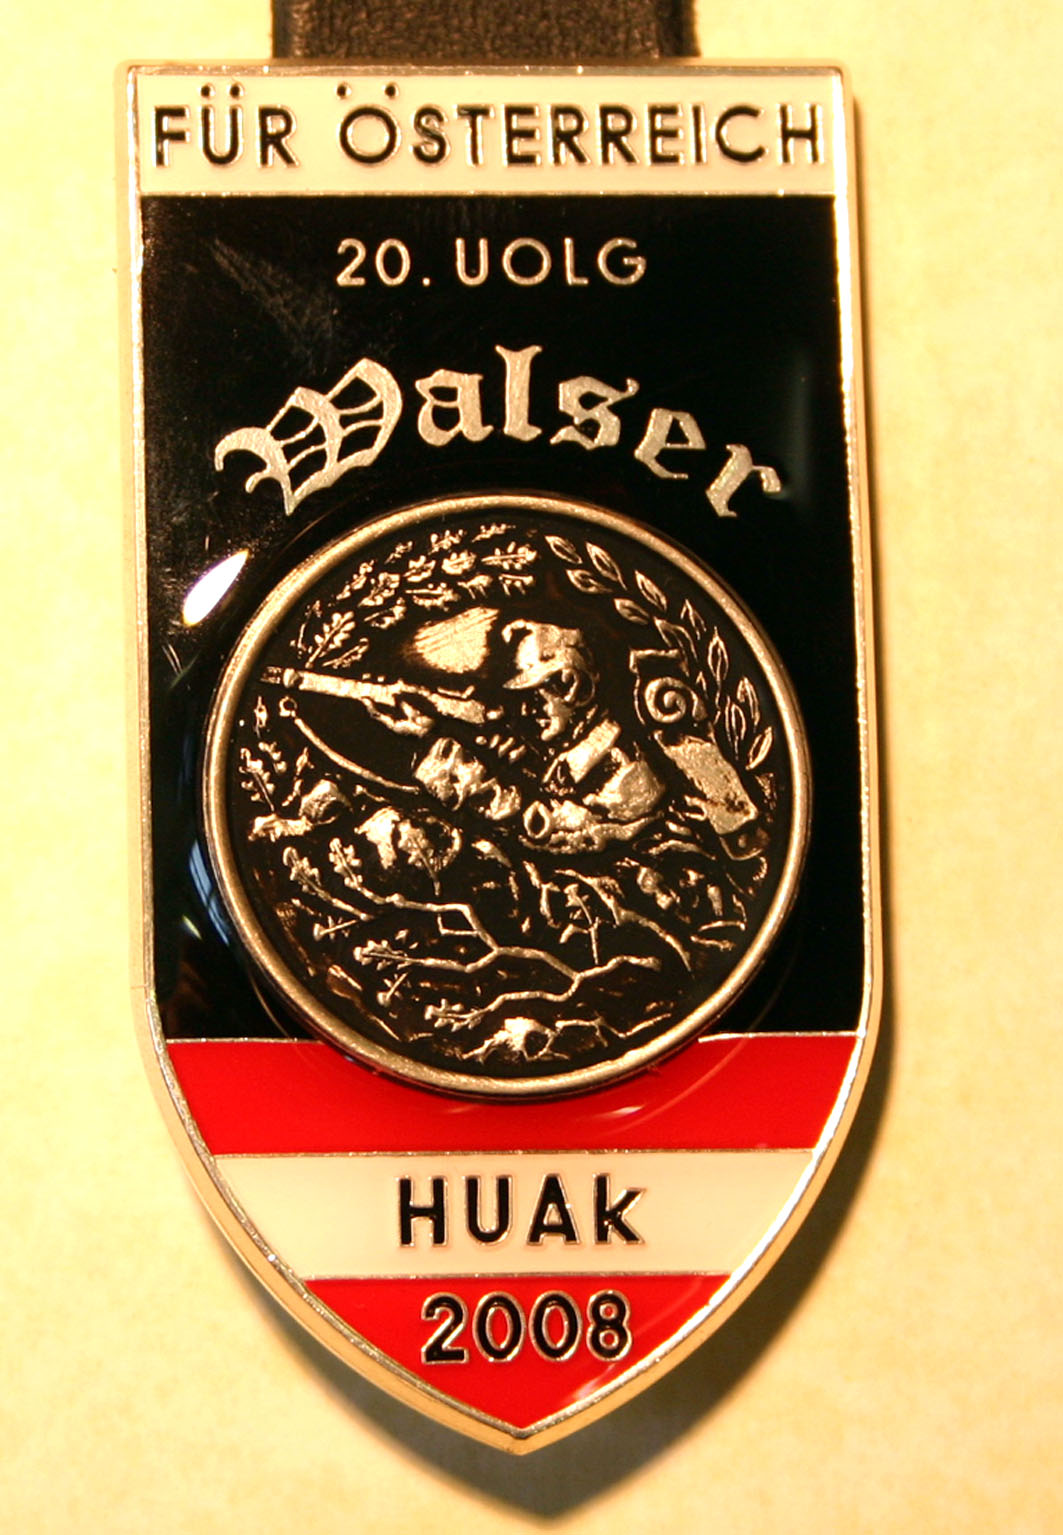 FÜR ÖSTERREICH
20. UOLG
Walser
HUAk
2008